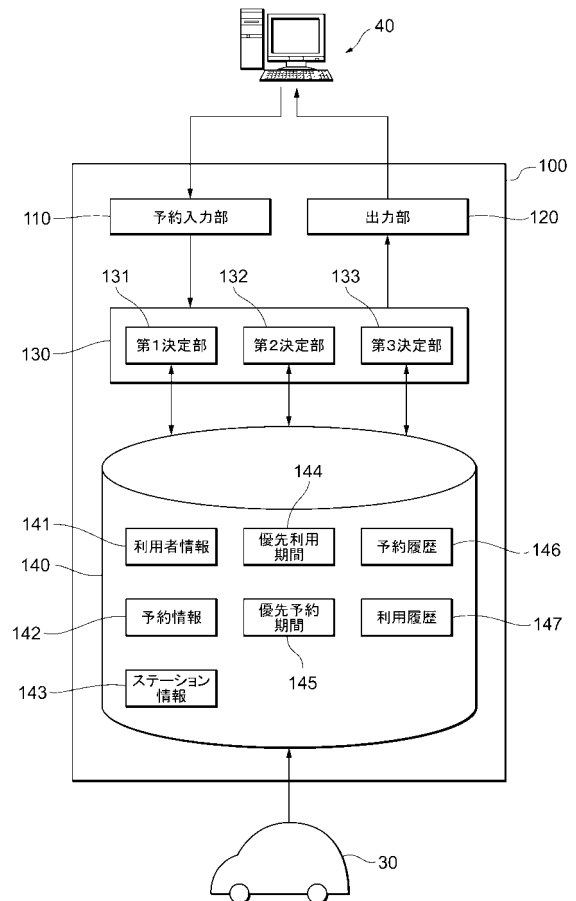 40
100
110
予約入力部
出力部
120
131
132
133
130
第1決定部
第2決定部
第3決定部
141
144
利用者情報
優先利用
期間
予約履歴
146
140
142
予約情報
優先予約
期間
利用履歴
147
145
143
ステーション
情報
30